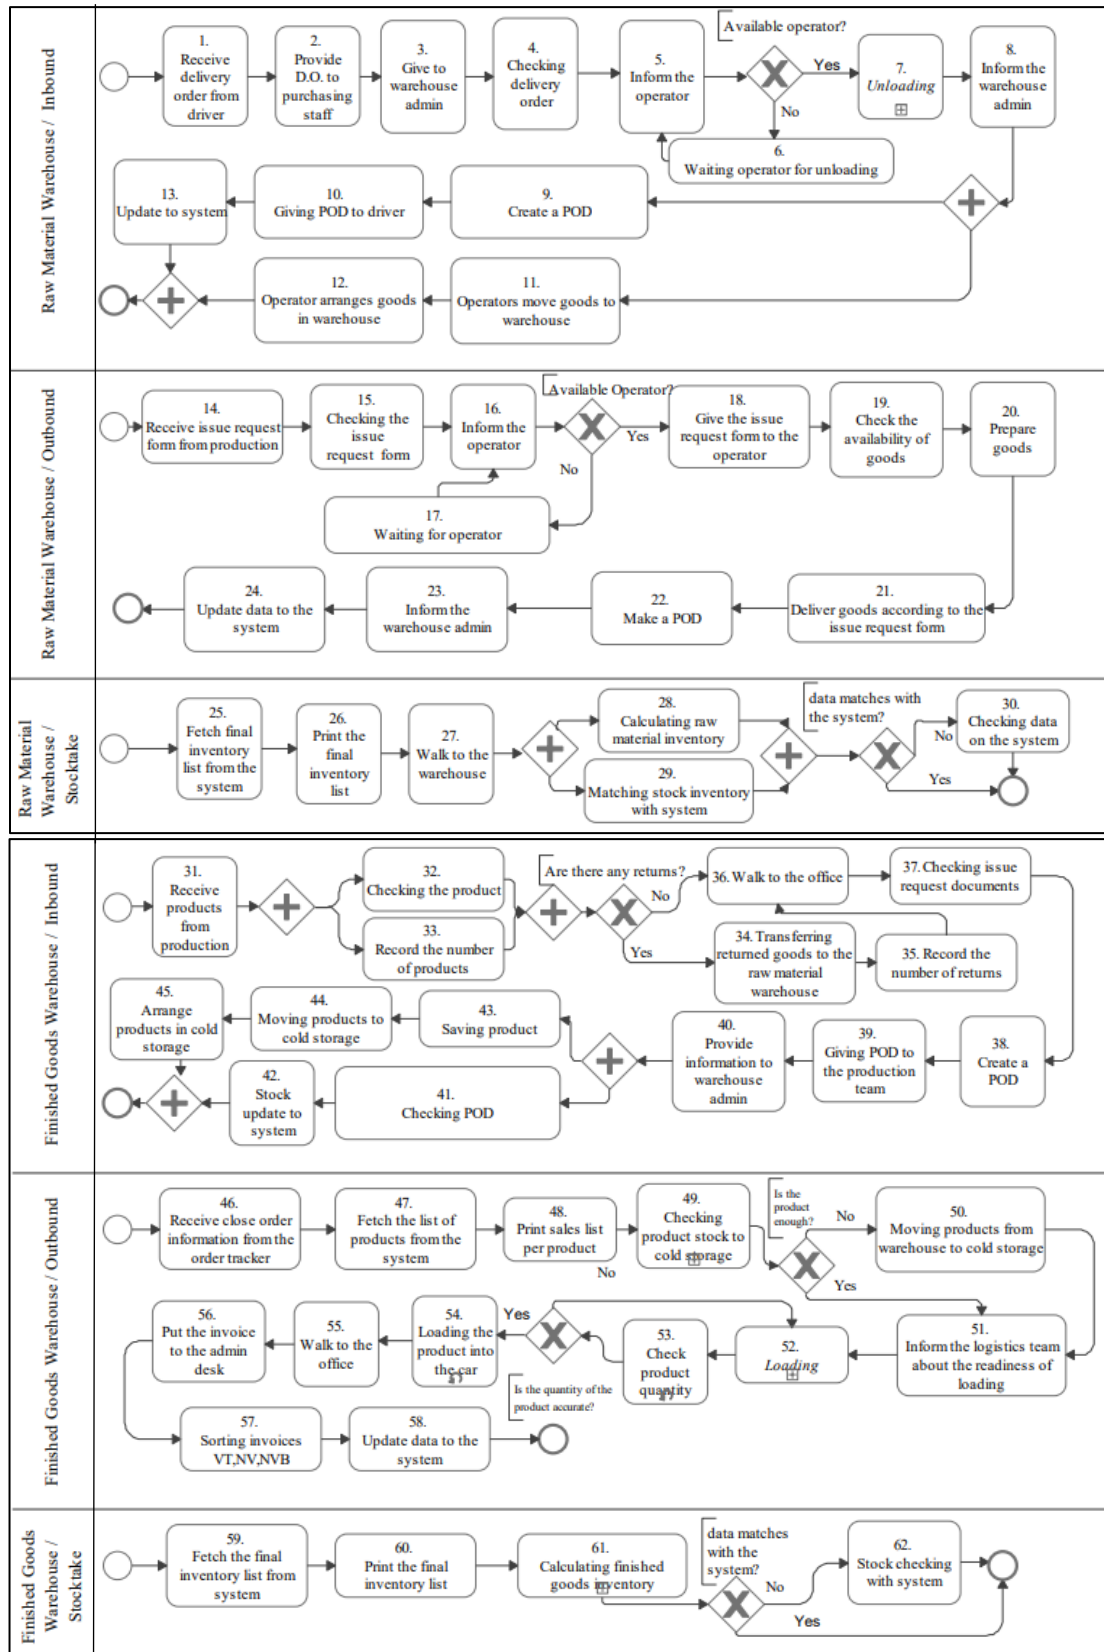 Raw Material Warehouse / Inbound
1.
Receive
delivery
order from
driver
2.
Provide
D.O. to
purchasing
staff
3.
Give to
warehouse
admin
4.
Checking
delivery
order
5.
Inform the
operator
Available operator?
Yes
No
6.
Waiting operator for unloading
7.
Unloading
8.
Inform the
warehouse
admin
9.
Create a POD
10.
Giving POD to driver
13.
Update to system
11.
Operators move goods to
warehouse
12.
Operator arranges goods
in warehouse
Raw Material Warehouse / Outbound
14.
Receive issue request
form from production
15.
Checking the
issue
request form
16.
Inform the
operator
Available Operator?
Yes
No
17.
Waiting for operator
18.
Give the issue
request form to the
operator
19.
Check the
availability of
goods
20.
Prepare
goods
21.
Deliver goods according to the
issue request form
22.
Make a POD
23.
Inform the
warehouse admin
24.
Update data to the
system
Raw Material
Warehouse /
Stocktake
25.
Fetch final
inventory
list from the
system
26.
Print the
final
inventory
list
27.
Walk to the
warehouse
28.
Calculating raw
material inventory
29.
Matching stock inventory
with system
data matches with
the system?
No
Yes
30.
Checking data
on the system
Finished Goods Warehouse / Inbound
31.
Receive
products
from
production
32.
Checking the product
33.
Record the number
of products
Are there any returns?
No
Yes
36. Walk to the office
37. Checking issue
request documents
34. Transferring
returned goods to the
raw material
warehouse
35. Record the
number of returns
38.
Create a
POD
39.
Giving POD to
the production
team
40.
Provide
information to
warehouse
admin
43.
Saving product
44.
Moving products to
cold storage
45.
Arrange
products in cold
storage
41.
Checking POD
42.
Stock
update to
system
Finished Goods Warehouse / Outbound
46.
Receive close order
information from the
order tracker
47.
Fetch the list of
products from the
system
48.
Print sales list
per product
No
49.
Checking
product stock to
cold storage
Is the
product
enough?
No
Yes
50.
Moving products from
warehouse to cold storage
51.
Inform the logistics team
about the readiness of
loading
52.
Loading
53.
Check
product
quantity
Yes
Is the quantity of the
product accurate?
54.
Loading the
product into
the car
55.
Walk to the
office
56.
Put the invoice
to the admin
desk
57.
Sorting invoices
VT,NV,NVB
58.
Update data to the
system
Finished Goods
Warehouse /
Stocktake
59.
Fetch the final
inventory list from
system
60.
Print the final
inventory list
61.
Calculating finished
goods inventory
data matches
with the
system?
No
Yes
62.
Stock checking
with system